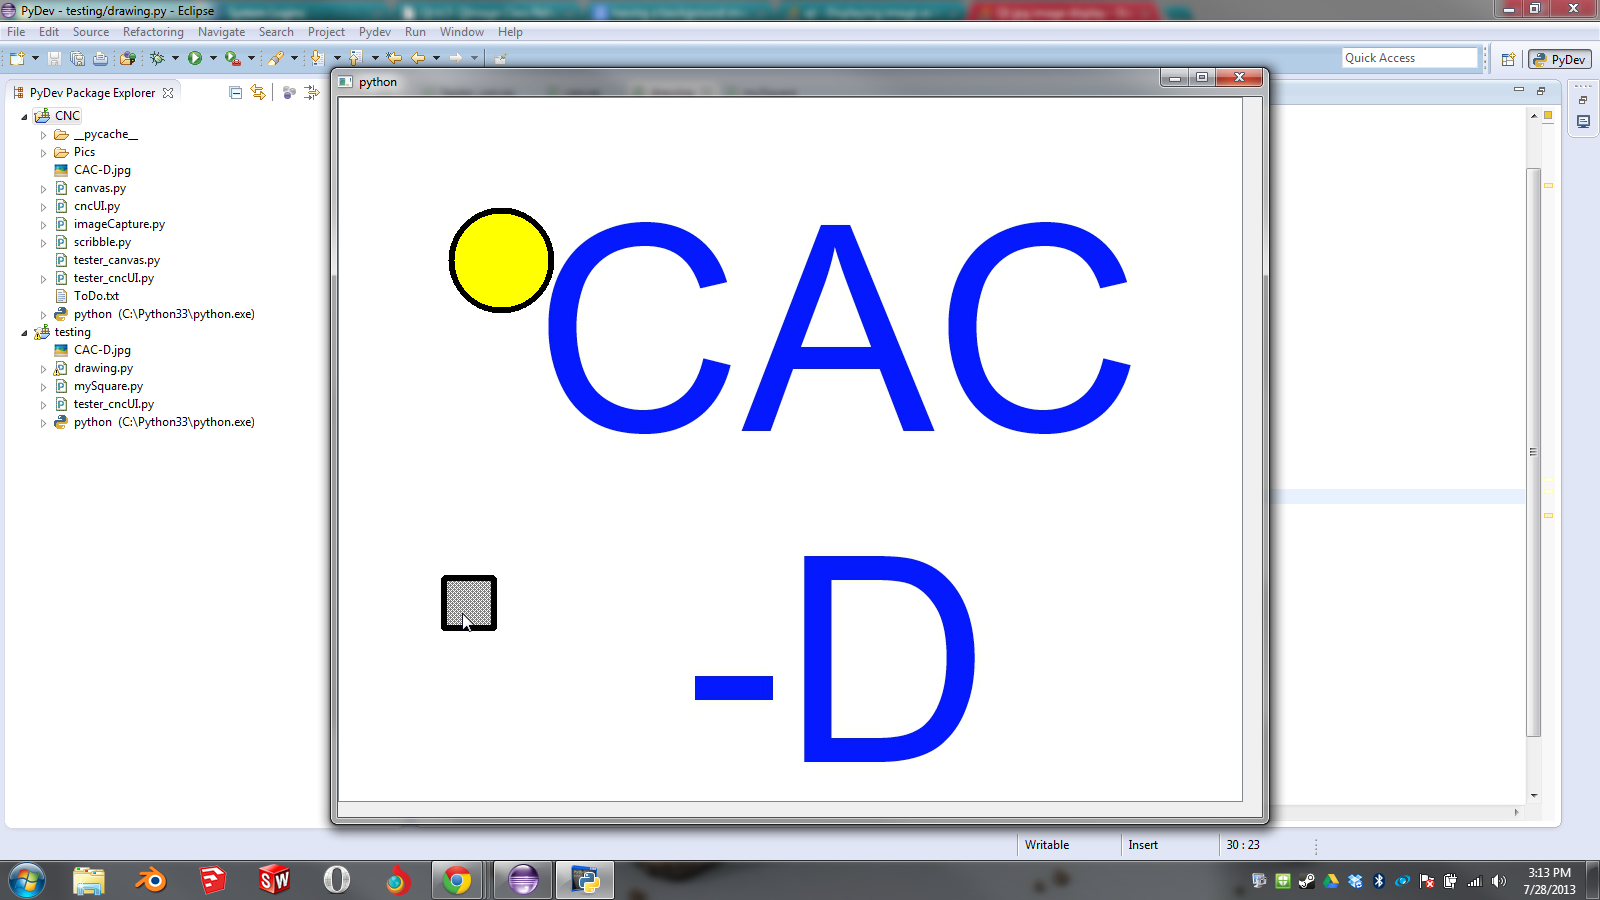 PyDev - testing/drawing.py - Eclipse
File Edit Source Refactoring Navigate Search Project Pydev Run Window Help
Quick Access
PyDev
PyDev Package Explorer
python
CNC
__pycache__
Pics
CAC-D.jpg
canvas.py
cncUI.py
imageCapture.py
scribble.py
tester_canvas.py
tester_cncUI.py
ToDo.txt
python (C:\Python33\python.exe)
testing
CAC-D.jpg
drawing.py
mySquare.py
tester_cncUI.py
python (C:\Python33\python.exe)
CAC
-D
Writable Insert 30 : 23
SW
3:13 PM
7/28/2013